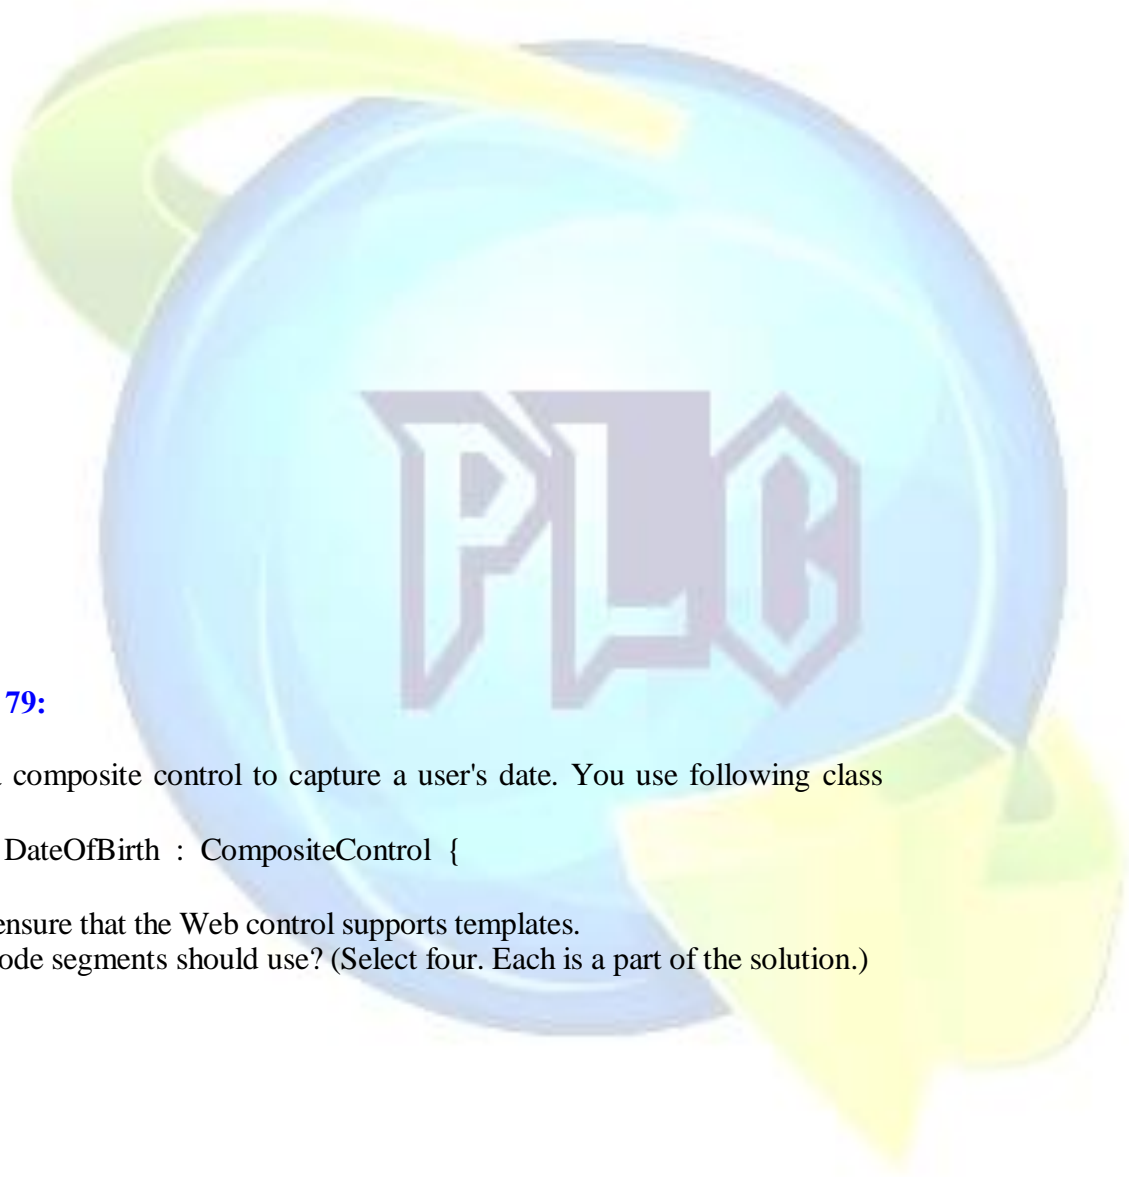 PLC
79:
composite control to capture a user's date. You use following class
DateOfBirth : CompositeControl {
ensure that the Web control supports templates.
ode segments should use? (Select four. Each is a part of the solution.)